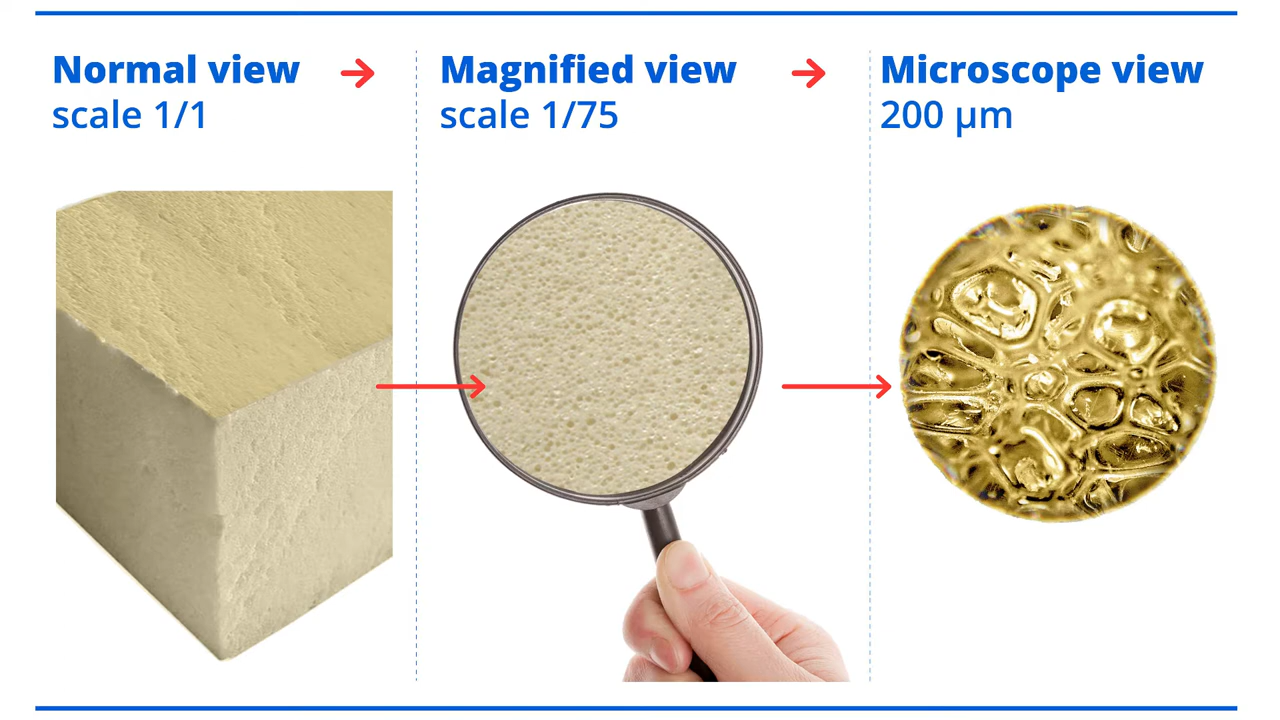 Normal view
scale 1/1
Magnified view
scale 1/75
Microscope view
200 µm